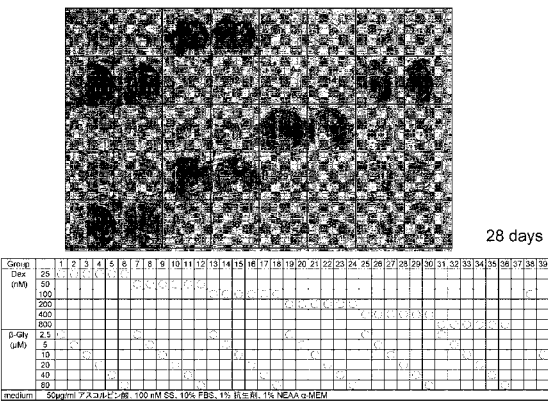 28 days
Group 1 2 3 4 5 6 7 8 9 10 11 12 13 14 15 16 17 18 19 20 21 22 23 24 25 26 27 28 29 30 31 32 33 34 35 36 37 38 39
Dex 25
(nM) 50
100
200
400
800
β-Gly 2.5
(μM) 5
10
20
40
80
medium 50μg/ml アスコルビン酸, 100 nM SS, 10% FBS, 1% 抗生剤, 1% NEAA α-MEM